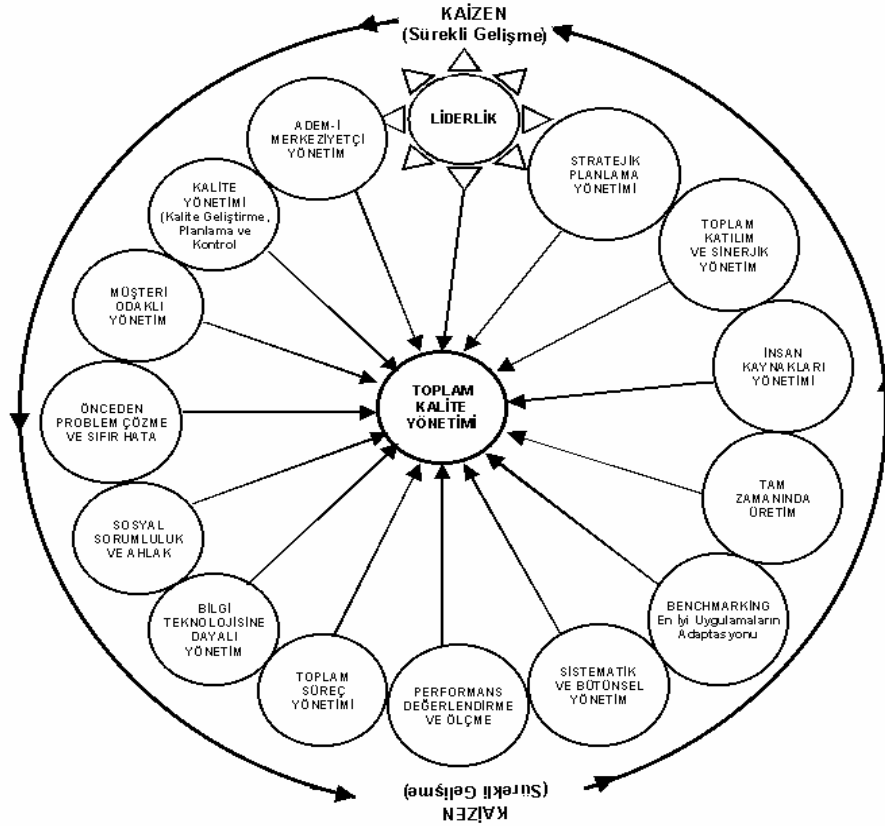 KAİZEN
(Sürekli Gelişme)
LİDERLİK
STRATEJİK
PLANLAMA
YÖNETİMİ
TOPLAM
KATILIM
VE SİNERJİK
YÖNETİM
İNSAN
KAYNAKLARI
YÖNETİMİ
TAM
ZAMANINDA
ÜRETİM
BENCHMARKING
En İyi Uygulamaların
Adaptasyonu
SİSTEMATİK
VE BÜTÜNSEL
YÖNETİM
PERFORMANS
DEĞERLENDİRME
VE ÖLÇME
TOPLAM
SÜREÇ
YÖNETİMİ
BİLGİ
TEKNOLOJİSİNE
DAYALI
YÖNETİM
SOSYAL
SORUMLULUK
VE AHLAK
ÖNCEDEN
PROBLEM ÇÖZME
VE SIFIR HATA
MÜŞTERİ
ODAKLI
YÖNETİM
KALİTE
YÖNETİMİ
(Kalite Geliştirme,
Planlama ve
Kontrol
ADEM-İ
MERKEZİYETÇİ
YÖNETİM
TOPLAM
KALİTE
YÖNETİMİ
KAİZEN
(Sürekli Gelişme)